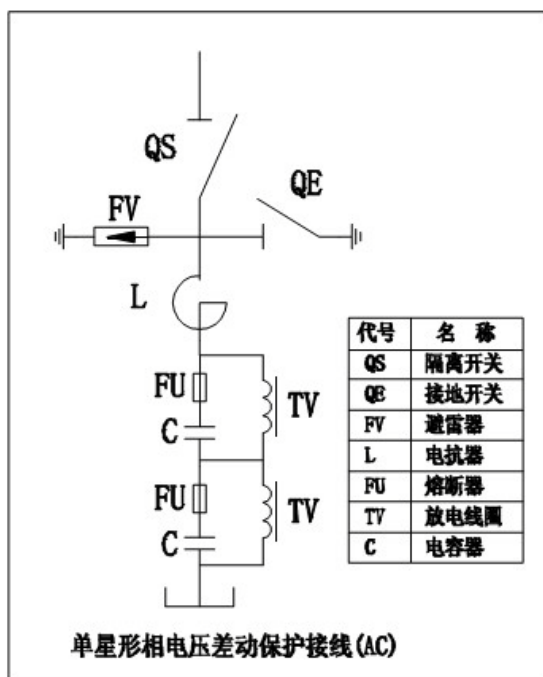 QS
QE
FV
L
FU
TV
C
FU
TV
C
代号 名 称
QS 隔离开关
QE 接地开关
FV 避雷器
L 电抗器
FU 熔断器
TV 放电线圈
C 电容器
单星形相电压差动保护接线(AC)